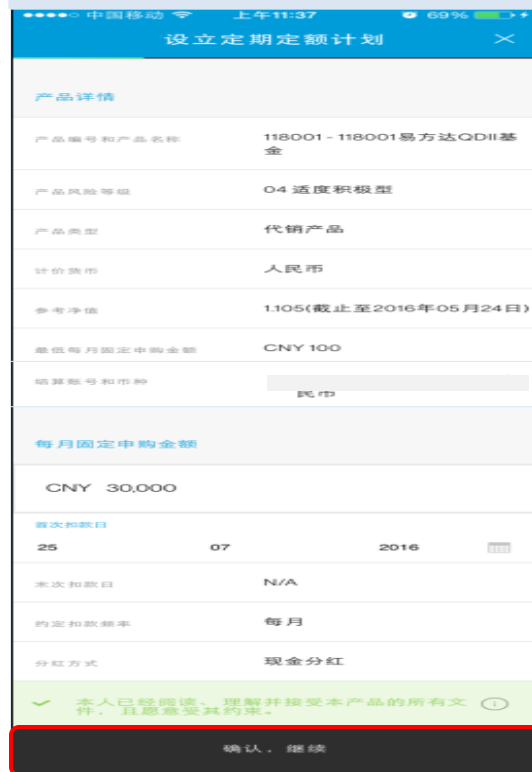 中国移动 上午11:37 69%
设立定期定额计划
产品详情
产品编号和产品名称 118001-118001易方达QDII基
金
产品风险等级 04 适度积极型
产品类型 代销产品
计价货币 人民币
参考净值 1.105(截止至2016年05月24日)
最低每月固定申购金额 CNY 100
结算账号和币种
民币
每月固定申购金额
CNY 30,000
首次扣款日
25 07 2016
末次扣款日 N/A
约定扣款频率 每月
分红方式 现金分红
本人已经阅读、理解并接受本产品的所有文
件，且愿意受其约束。
确认，继续